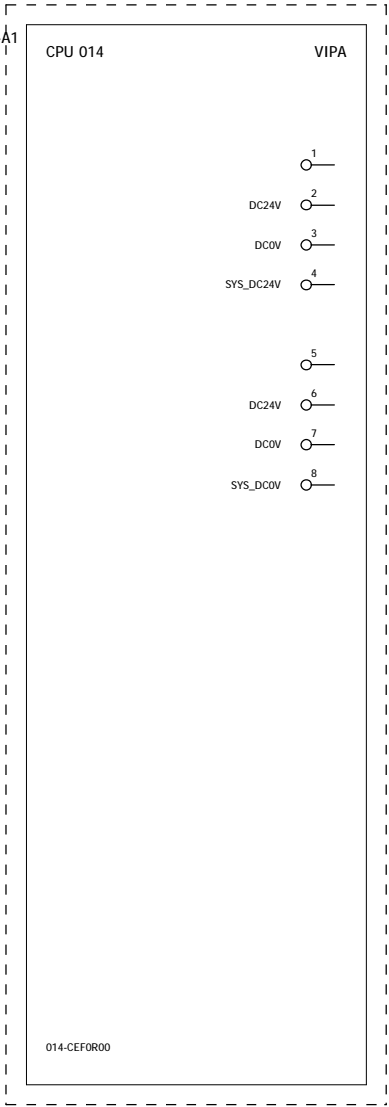 A1
CPU 014 VIPA
1
DC24V 2
DC0V 3
SYS_DC24V 4
5
DC24V 6
DC0V 7
SYS_DC0V 8
014-CEF0R00